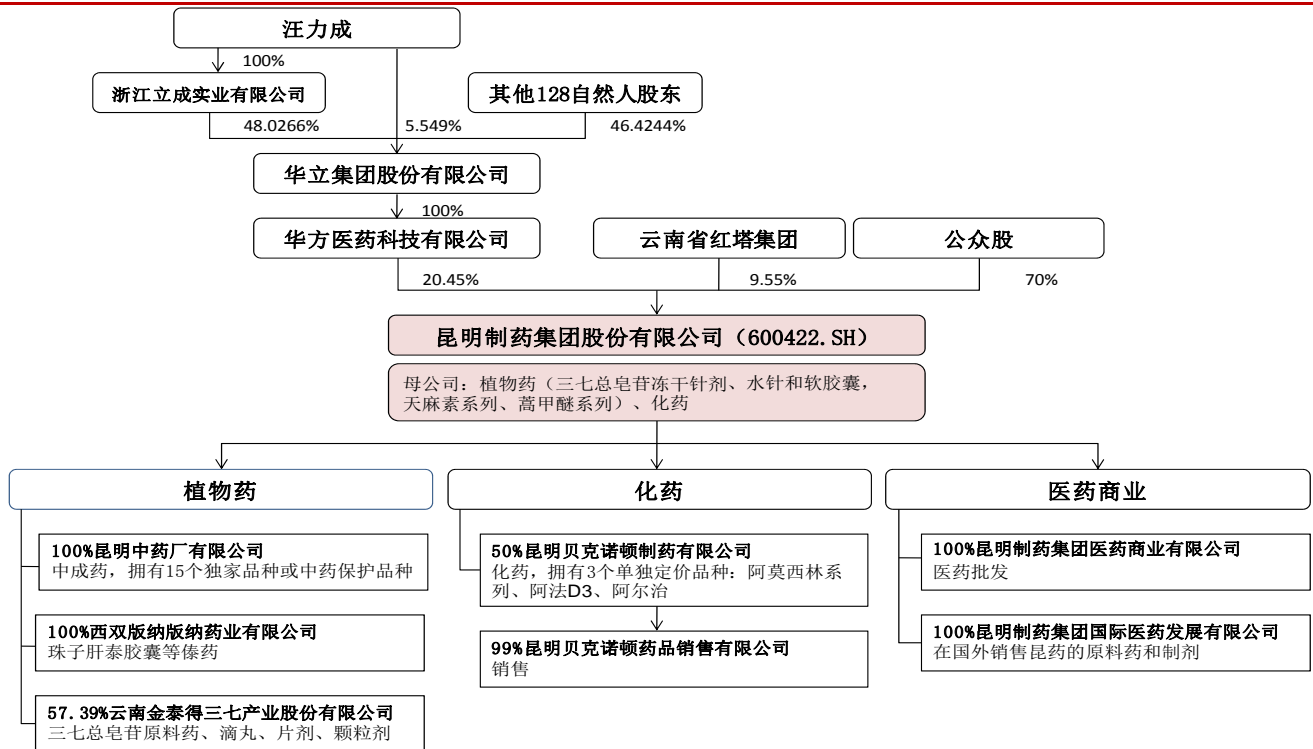 汪力成
100%
浙江立成实业有限公司
其他128自然人股东
48.0266%
5.549%
46.4244%
华立集团股份有限公司
100%
华方医药科技有限公司
云南省红塔集团
公众股
20.45%
9.55%
70%
昆明制药集团股份有限公司（600422.SH）
母公司：植物药（三七总皂苷冻干针剂、水针和软胶囊，
天麻素系列、蒿甲醚系列）、化药
植物药
化药
医药商业
100%昆明中药厂有限公司
中成药，拥有15个独家品种或中药保护品种
50%昆明贝克诺顿制药有限公司
化药，拥有3个单独定价品种：阿莫西林系
列、阿法D3、阿尔治
100%昆明制药集团医药商业有限公司
医药批发
100%西双版纳版纳药业有限公司
珠子肝泰胶囊等傣药
99%昆明贝克诺顿药品销售有限公司
销售
100%昆明制药集团国际医药发展有限公司
在国外销售昆药的原料药和制剂
57.39%云南金泰得三七产业股份有限公司
三七总皂苷原料药、滴丸、片剂、颗粒剂